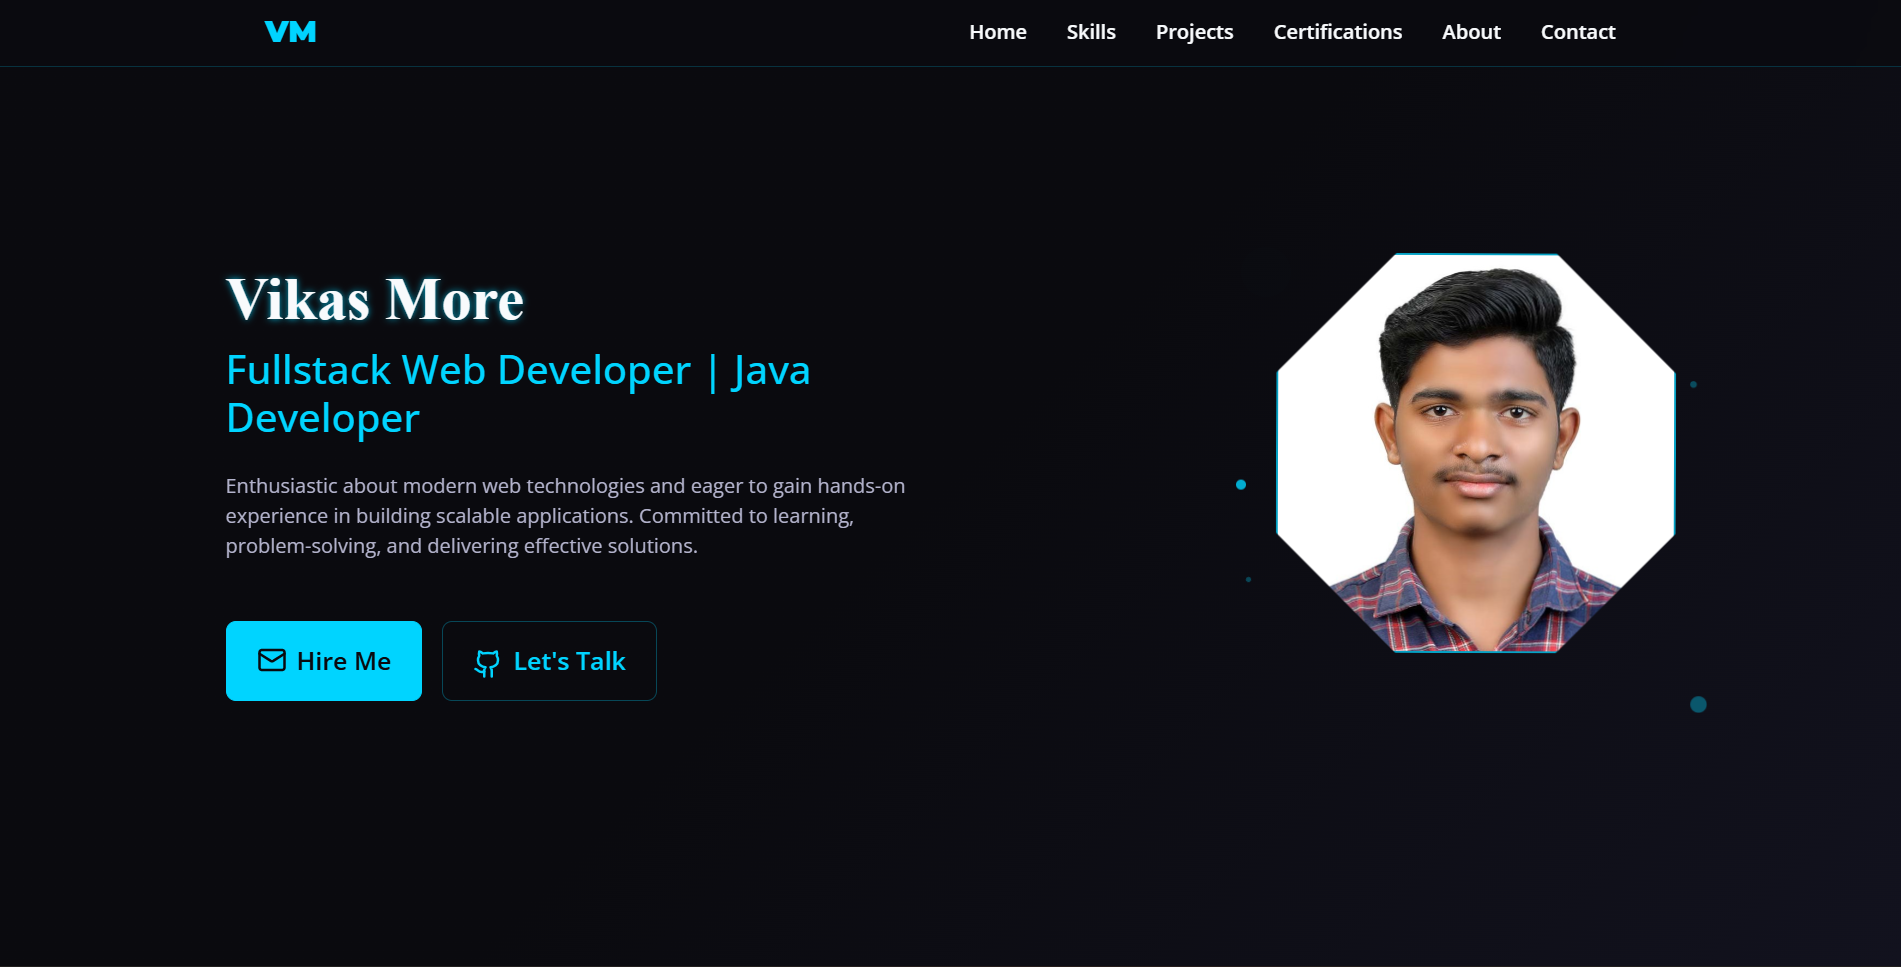 VM
Home Skills Projects Certifications About Contact
Vikas More
Fullstack Web Developer | Java
Developer
Enthusiastic about modern web technologies and eager to gain hands-on
experience in building scalable applications. Committed to learning,
problem-solving, and delivering effective solutions.
Hire Me Let's Talk